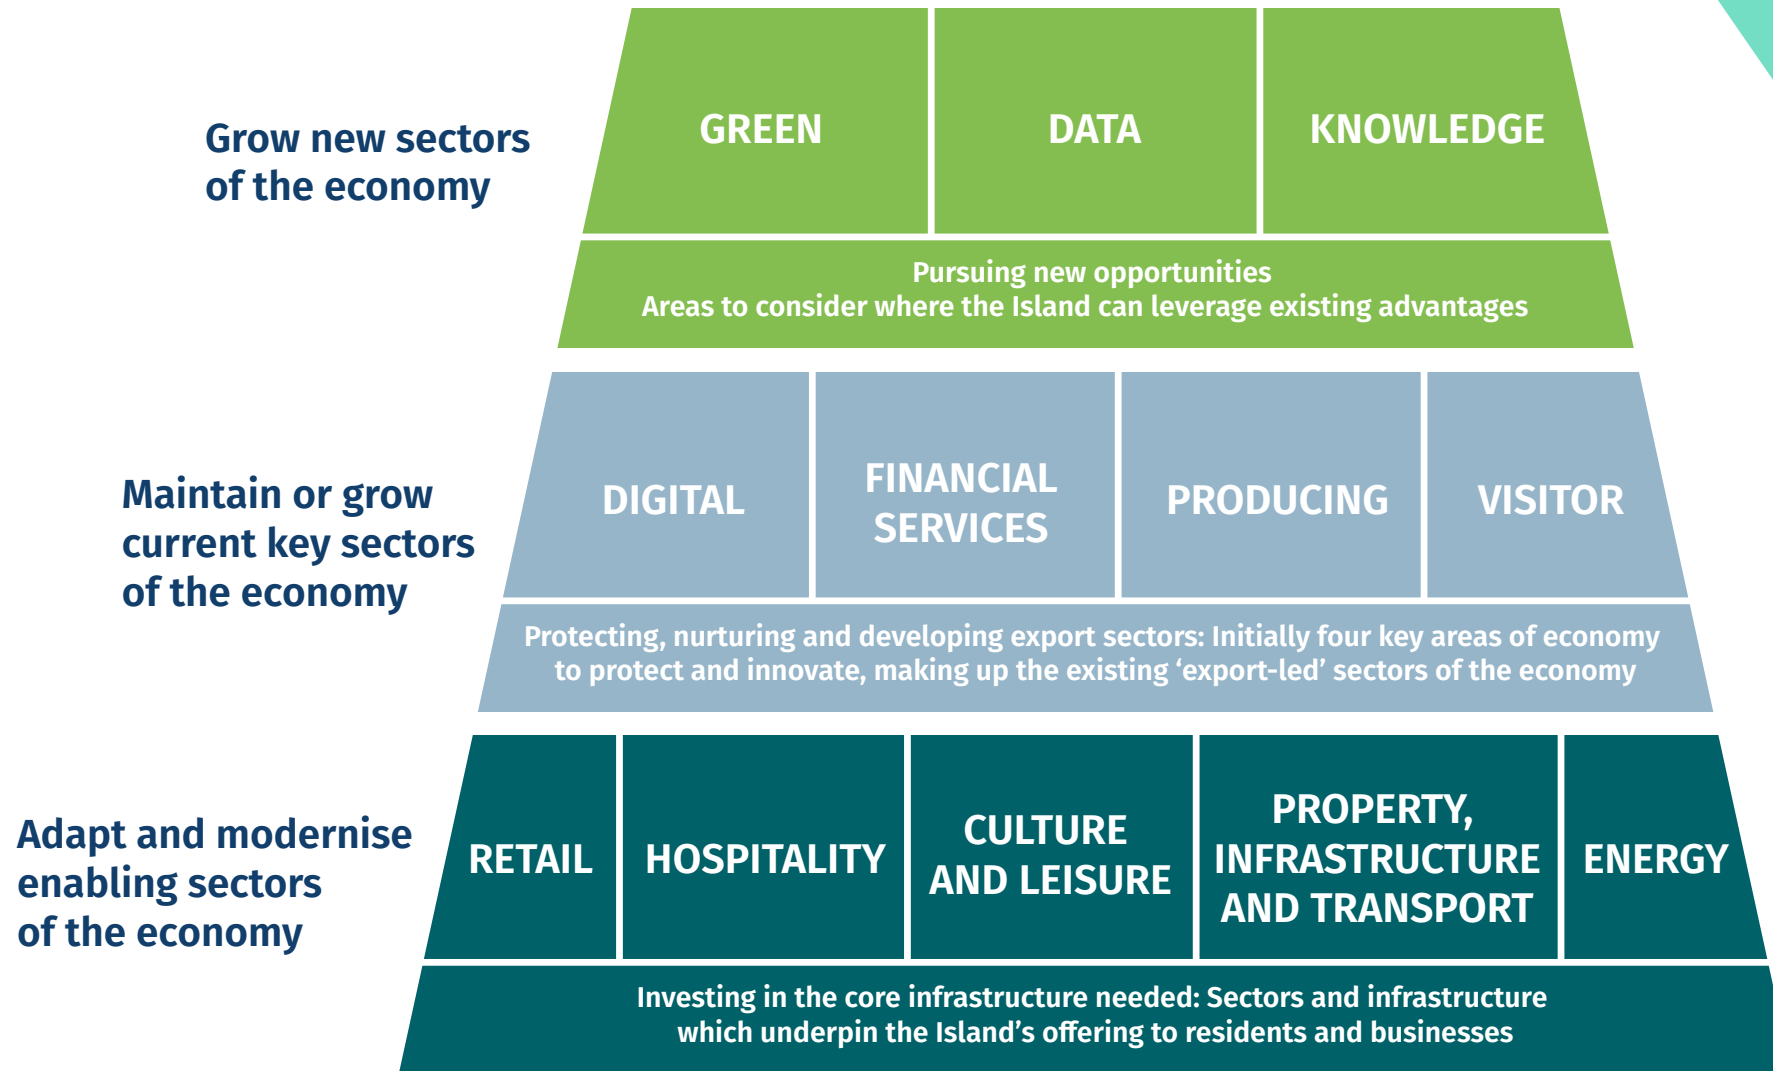 Grow new sectors
of the economy
GREEN
DATA
KNOWLEDGE
Pursuing new opportunities
Areas to consider where the Island can leverage existing advantages
Maintain or grow
current key sectors
of the economy
DIGITAL
FINANCIAL
SERVICES
PRODUCING
VISITOR
Protecting, nurturing and developing export sectors: Initially four key areas of economy
to protect and innovate, making up the existing ‘export-led’ sectors of the economy
Adapt and modernise
enabling sectors
of the economy
RETAIL
HOSPITALITY
CULTURE
AND LEISURE
PROPERTY,
INFRASTRUCTURE
AND TRANSPORT
ENERGY
Investing in the core infrastructure needed: Sectors and infrastructure
which underpin the Island’s offering to residents and businesses